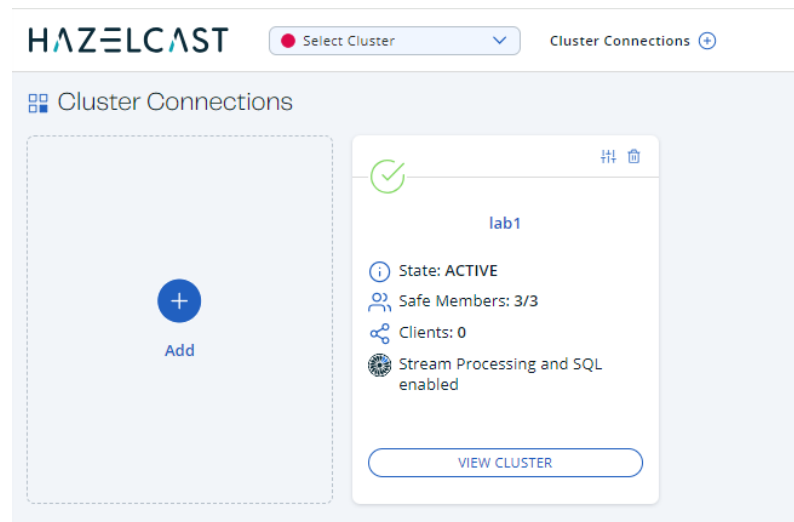 HAZELCAST
Select Cluster
Cluster Connections
Cluster Connections
Add
lab1
State: ACTIVE
Safe Members: 3/3
Clients: 0
Stream Processing and SQL
enabled
VIEW CLUSTER